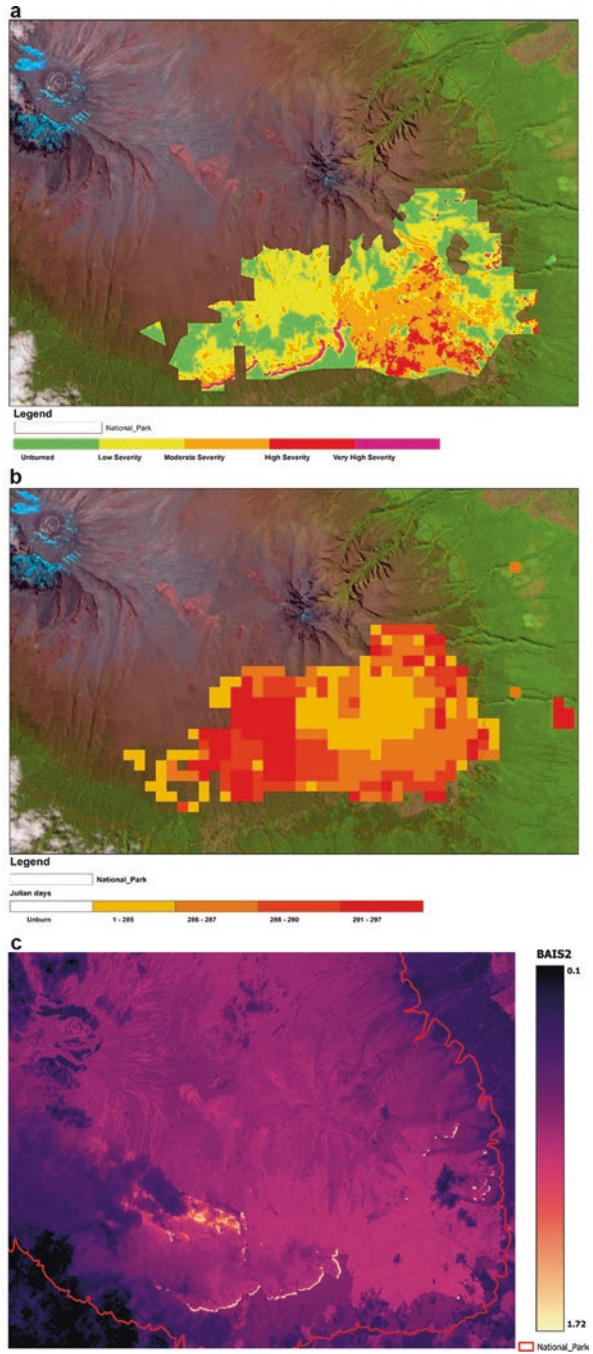 a
Legend
National_Park
Unburned Low Severity Moderate Severity High Severity Very High Severity
b
Legend
National_Park
Julian days
Unburn 1 - 285 286 - 287 288 - 290 291 - 297
c
BAIS2
0.1
1.72
National_Park